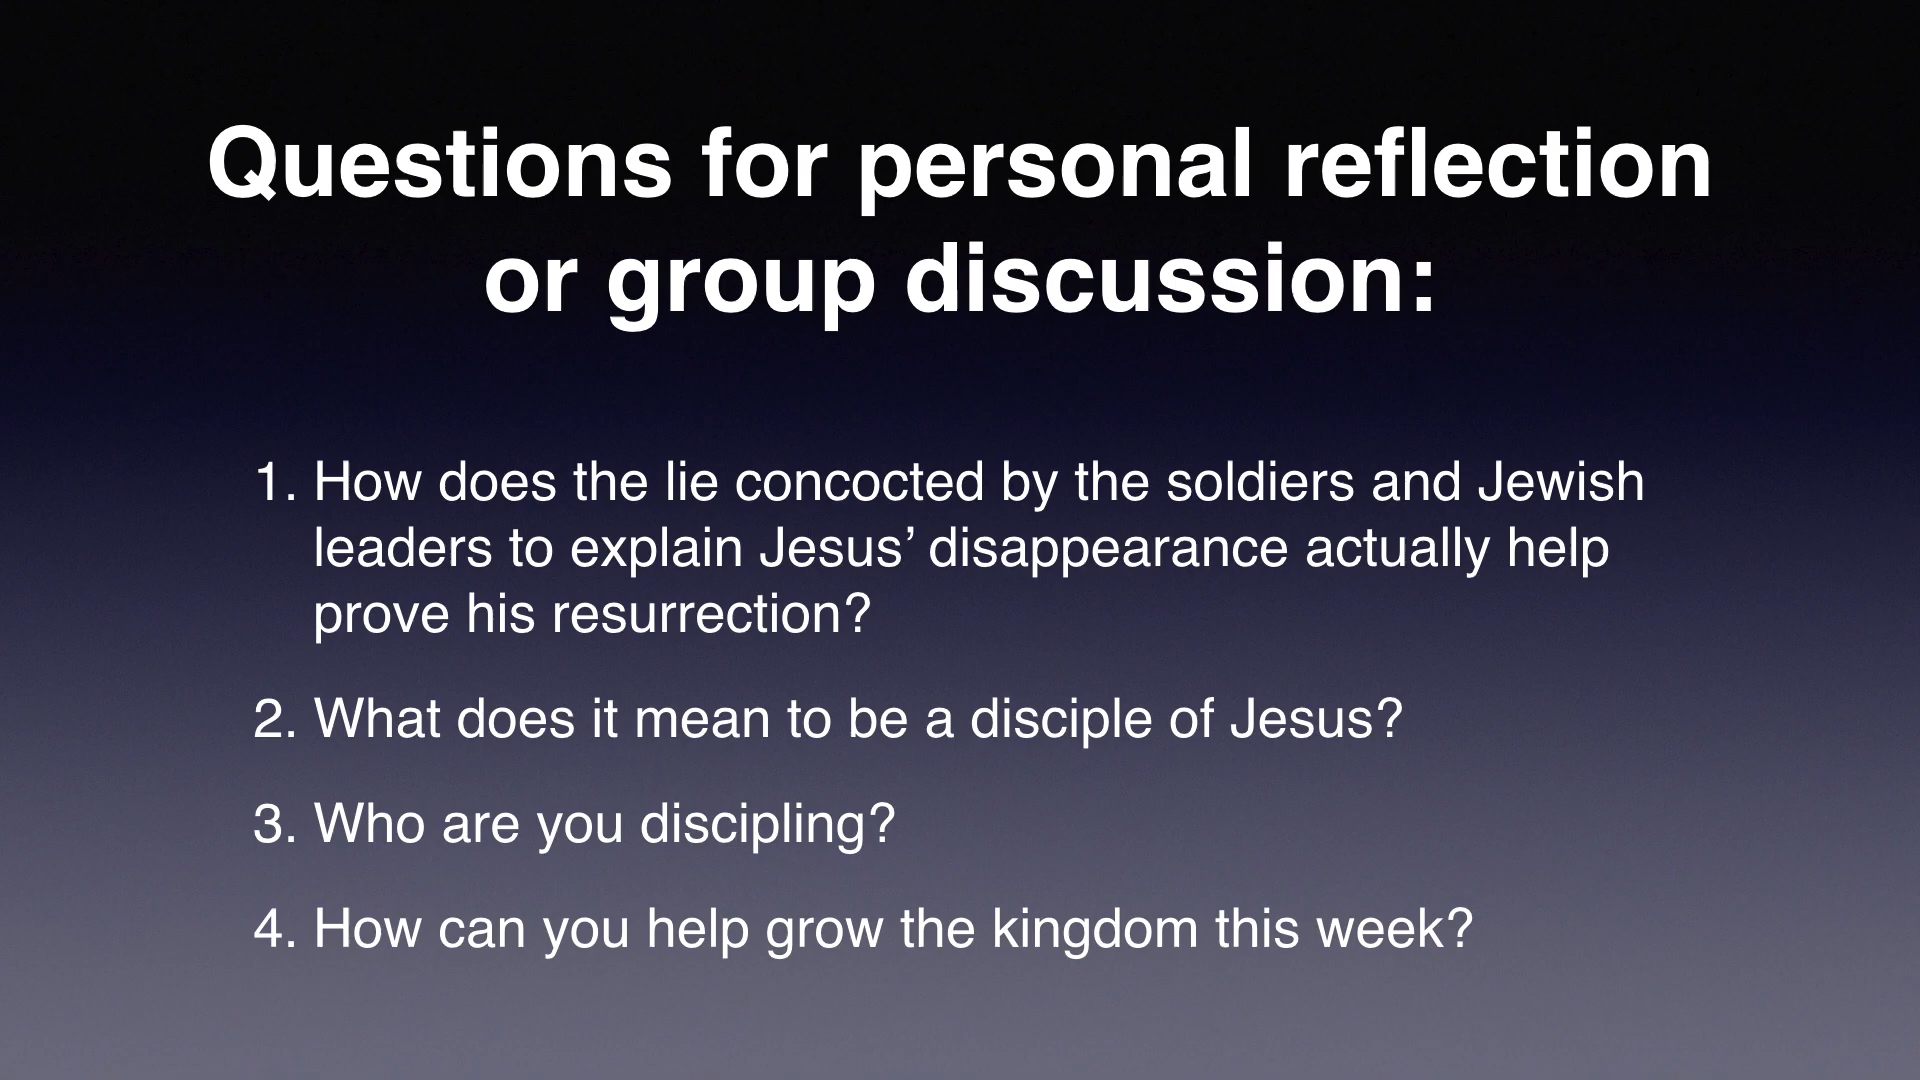 Questions for personal reflection
or group discussion:
1. How does the lie concocted by the soldiers and Jewish
leaders to explain Jesus’ disappearance actually help
prove his resurrection?
2. What does it mean to be a disciple of Jesus?
3. Who are you discipling?
4. How can you help grow the kingdom this week?